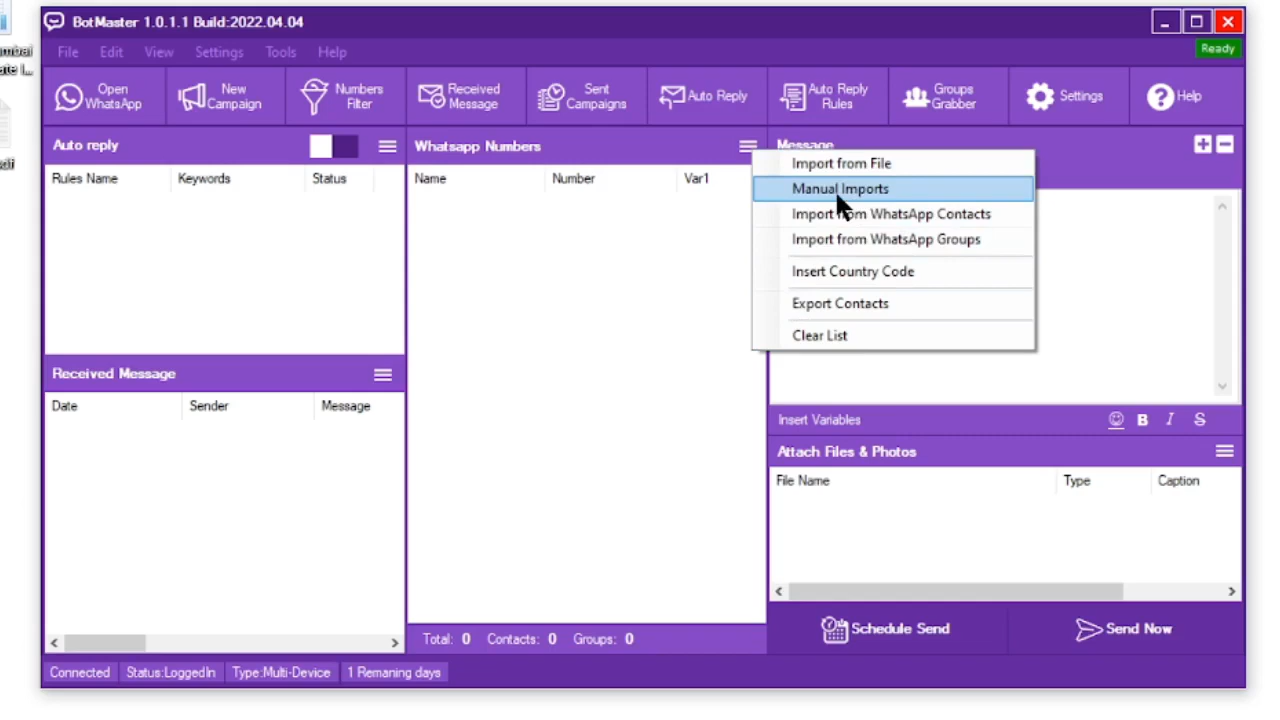 BotMaster 1.0.1.1 Build:2022.04.04
File Edit View Settings Tools Help
Ready
Open WhatsApp
New Campaign
Numbers Filter
Received Message
Sent Campaigns
Auto Reply
Auto Reply Rules
Groups Grabber
Settings
Help
Auto reply
Rules Name Keywords Status
Received Message
Date Sender Message
Whatsapp Numbers
Name Number Var1
Total: 0 Contacts: 0 Groups: 0
Message
Import from File
Manual Imports
Import from WhatsApp Contacts
Import from WhatsApp Groups
Insert Country Code
Export Contacts
Clear List
Insert Variables B I S
Attach Files & Photos
File Name Type Caption
Schedule Send
Send Now
Connected Status:LoggedIn Type:Multi-Device 1 Remaning days